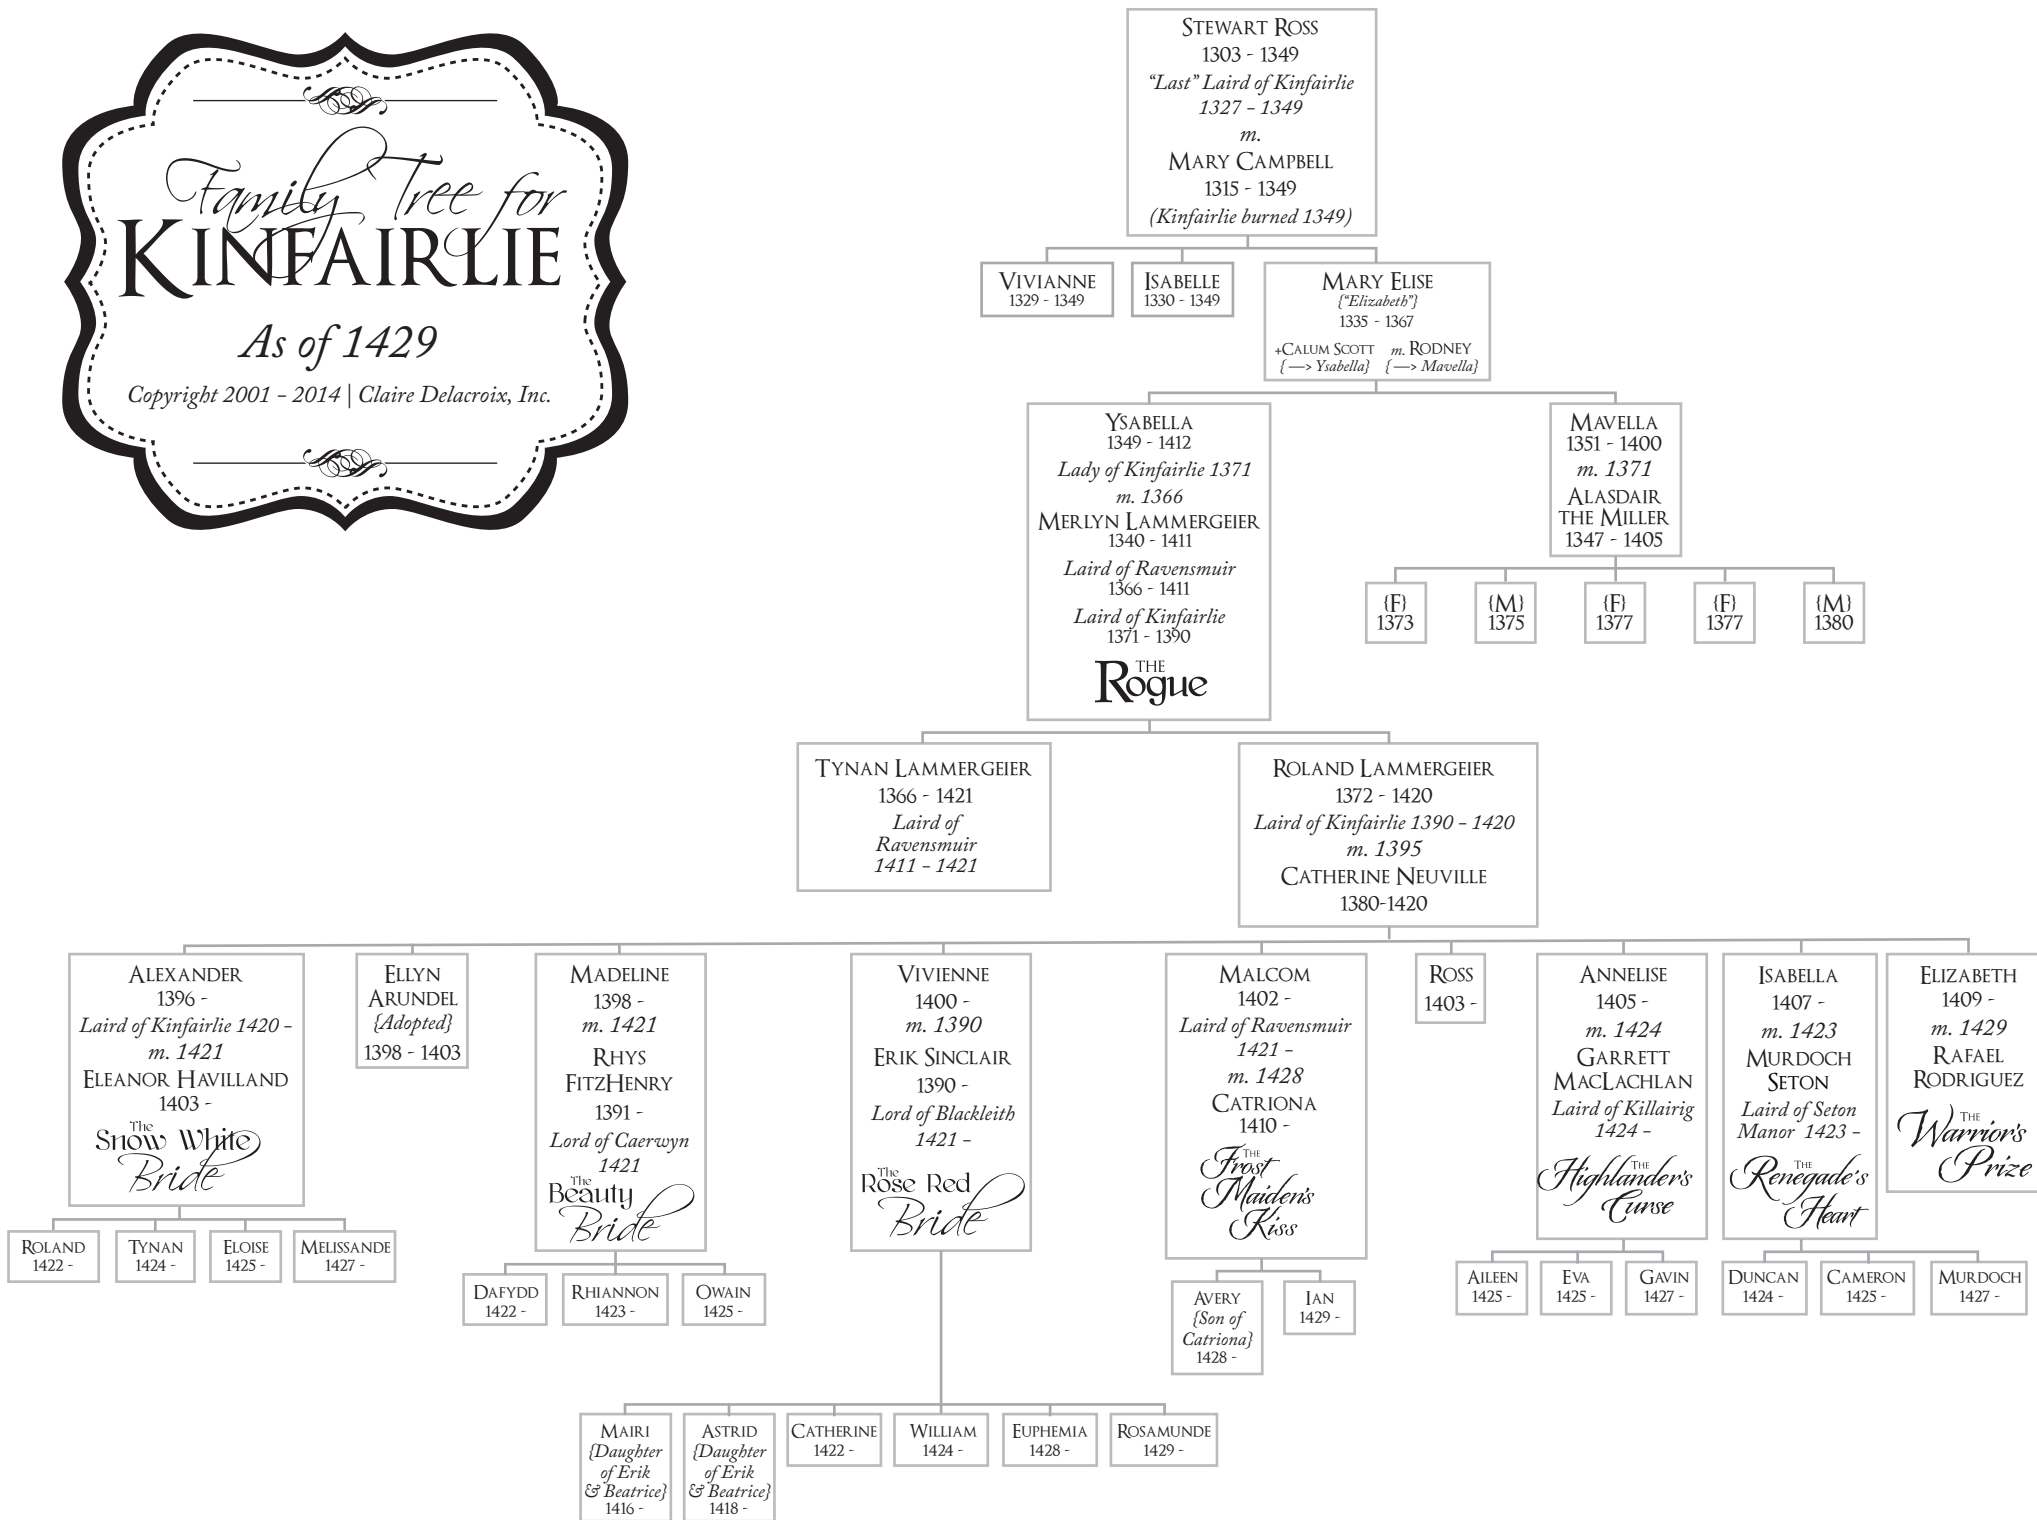 Family Tree for
KINFAIRLIE
As of 1429
Copyright 2001 – 2014 | Claire Delacroix, Inc.
STEWART ROSS
1303 - 1349
“Last” Laird of Kinfairlie
1327 – 1349
m.
MARY CAMPBELL
1315 - 1349
(Kinfairlie burned 1349)
VIVIANNE
1329 - 1349
ISABELLE
1330 - 1349
MARY ELISE
{“Elizabeth”}
1335 - 1367
+CALUM SCOTT m. RODNEY
{ —> Ysabella} { —> Mavella}
YSABELLA
1349 - 1412
Lady of Kinfairlie 1371
m. 1366
MERLYN LAMMERGEIER
1340 - 1411
Laird of Ravensmuir
1366 - 1411
Laird of Kinfairlie
1371 - 1390
THE
Rogue
MAVELLA
1351 - 1400
m. 1371
ALASDAIR
THE MILLER
1347 - 1405
{F}
1373
{M}
1375
{F}
1377
{F}
1377
{M}
1380
TYNAN LAMMERGEIER
1366 - 1421
Laird of
Ravensmuir
1411 – 1421
ROLAND LAMMERGEIER
1372 - 1420
Laird of Kinfairlie 1390 – 1420
m. 1395
CATHERINE NEUVILLE
1380-1420
ALEXANDER
1396 -
Laird of Kinfairlie 1420 –
m. 1421
ELEANOR HAVILLAND
1403 -
The
Snow White
Bride
ELLYN
ARUNDEL
{Adopted}
1398 - 1403
MADELINE
1398 -
m. 1421
RHYS
FITZHENRY
1391 -
Lord of Caerwyn
1421
The
Beauty
Bride
VIVIENNE
1400 -
m. 1390
ERIK SINCLAIR
1390 -
Lord of Blackleith
1421 –
The
Rose Red
Bride
MALCOM
1402 -
Laird of Ravensmuir
1421 –
m. 1428
CATRIONA
1410 -
THE
Frost
Maiden's
Kiss
ROSS
1403 -
ANNELISE
1405 -
m. 1424
GARRETT
MACLACHLAN
Laird of Killairig
1424 –
THE
Highlander's
Curse
ISABELLA
1407 -
m. 1423
MURDOCH
SETON
Laird of Seton
Manor 1423 –
THE
Renegade's
Heart
ELIZABETH
1409 -
m. 1429
RAFAEL
RODRIGUEZ
THE
Warrior's
Prize
ROLAND
1422 -
TYNAN
1424 -
ELOISE
1425 -
MELISSANDE
1427 -
DAFYDD
1422 -
RHIANNON
1423 -
OWAIN
1425 -
AVERY
{Son of
Catriona}
1428 -
IAN
1429 -
AILEEN
1425 -
EVA
1425 -
GAVIN
1427 -
DUNCAN
1424 -
CAMERON
1425 -
MURDOCH
1427 -
MAIRI
{Daughter
of Erik
& Beatrice}
1416 -
ASTRID
{Daughter
of Erik
& Beatrice}
1418 -
CATHERINE
1422 -
WILLIAM
1424 -
EUPHEMIA
1428 -
ROSAMUNDE
1429 -